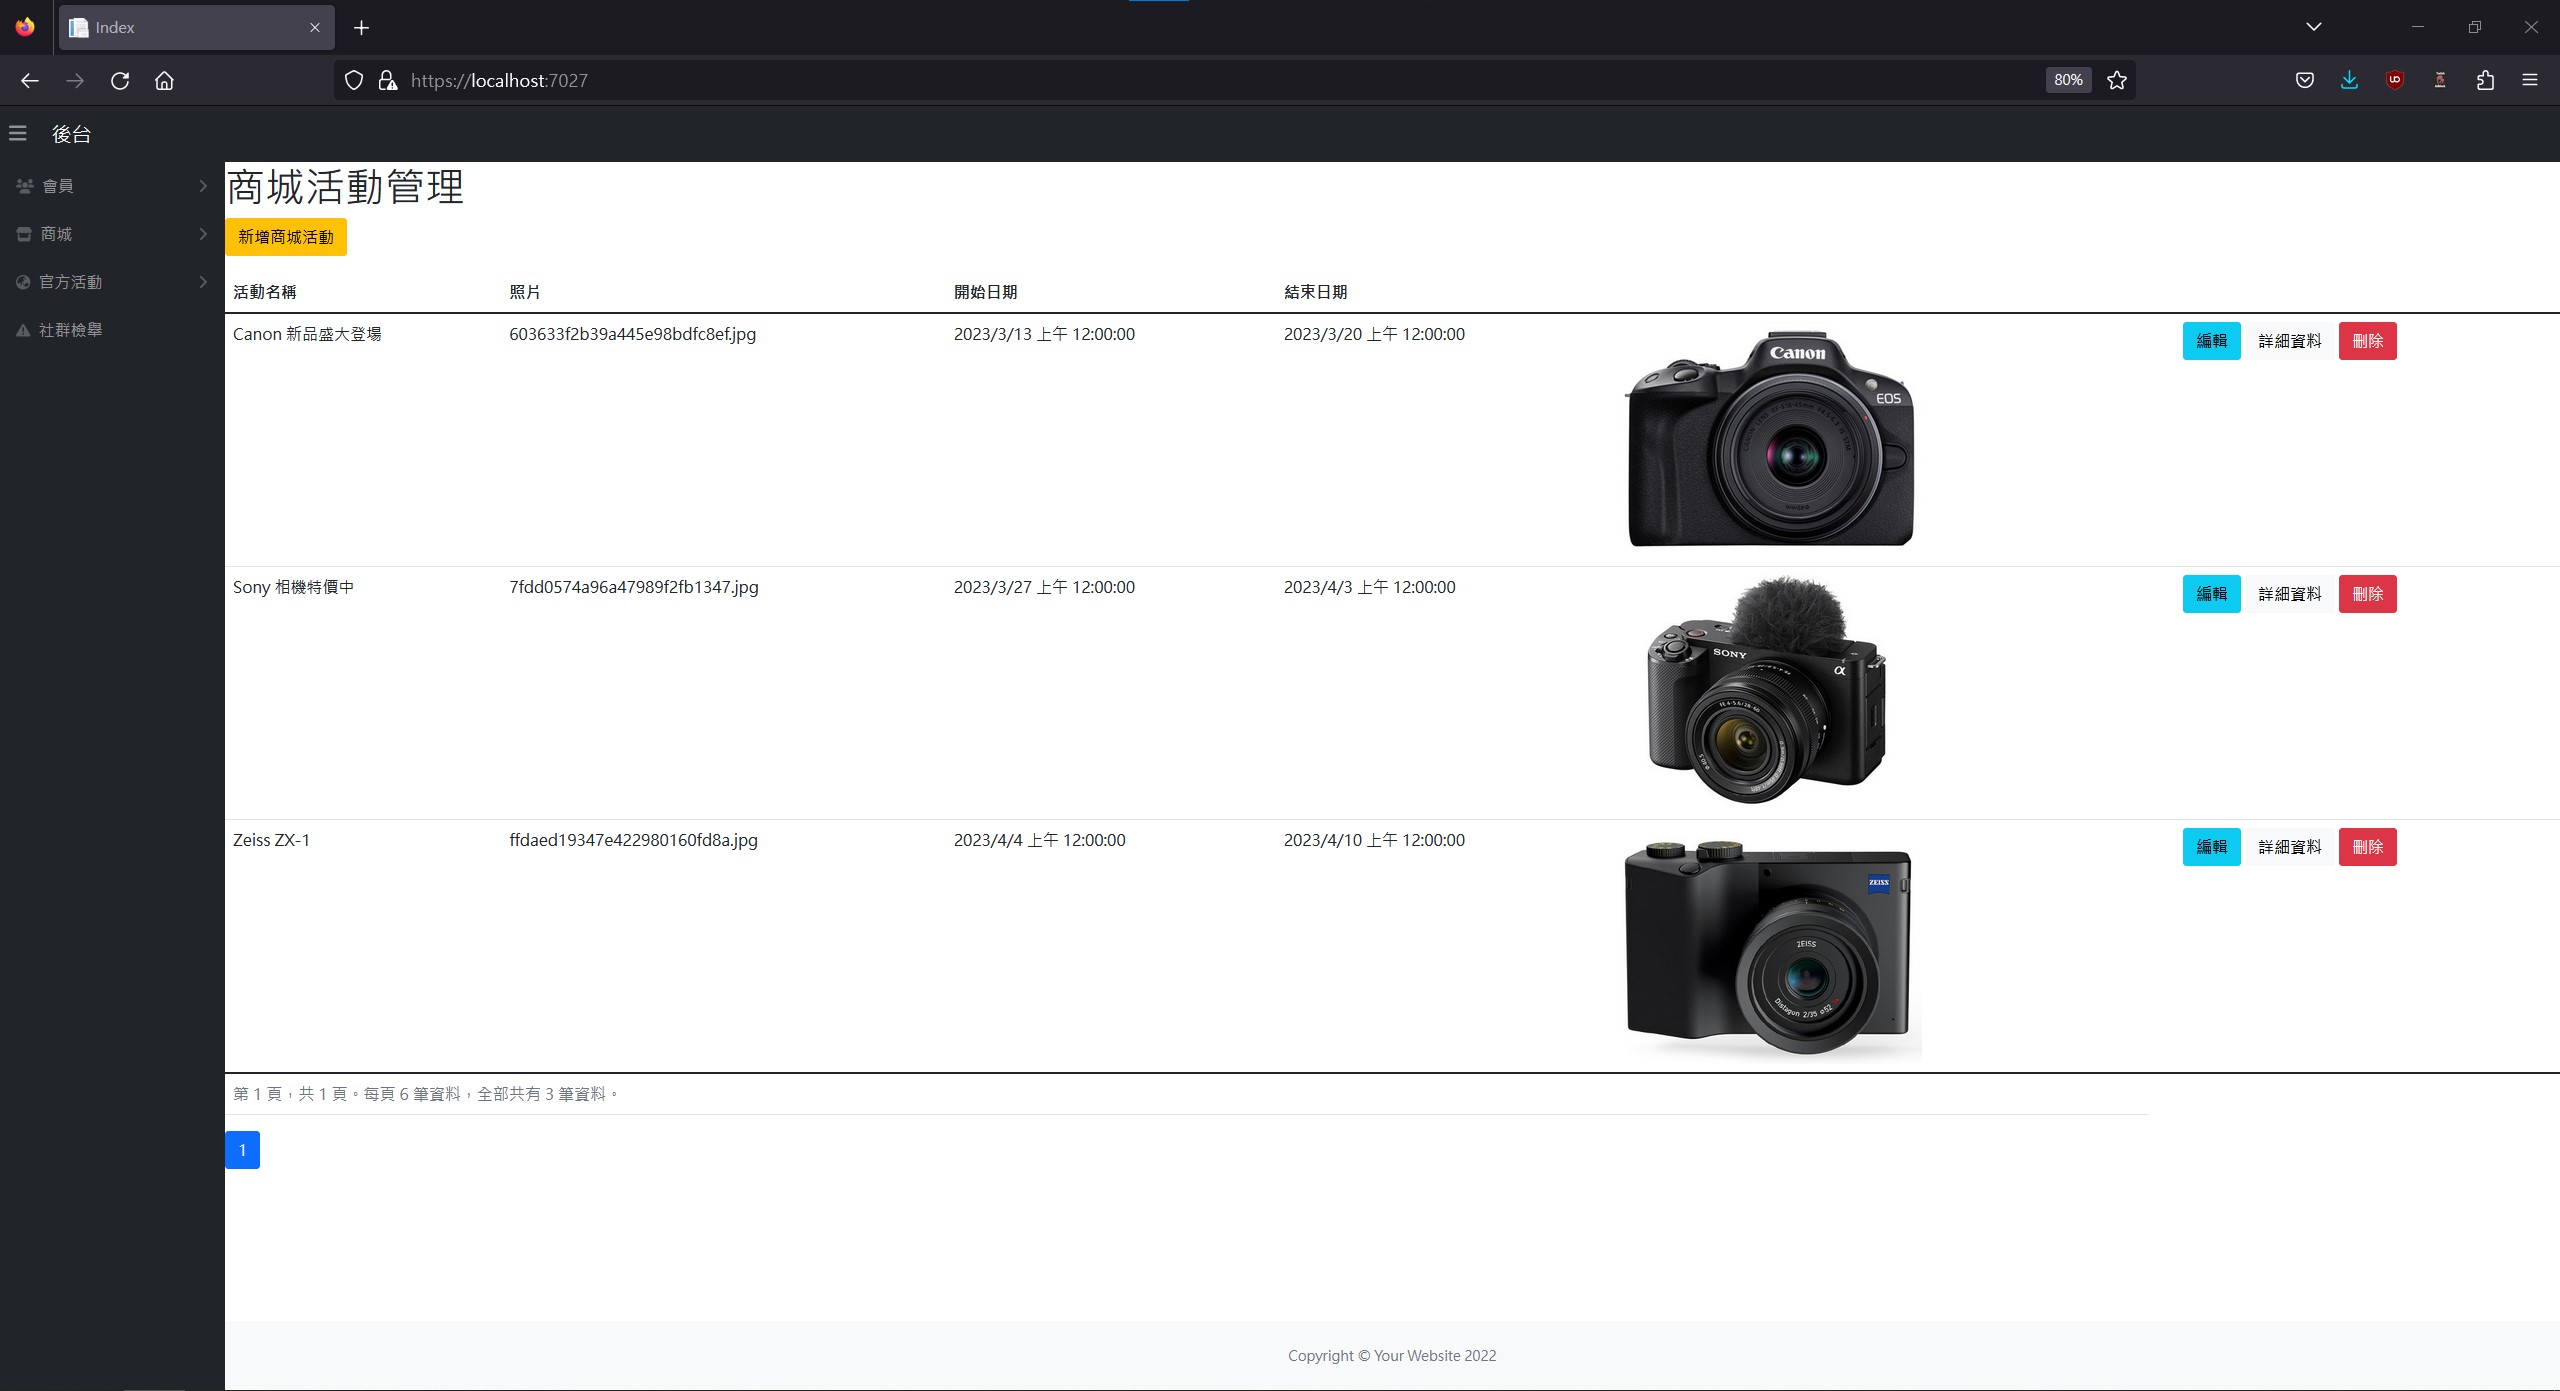 Index
https://localhost:7027
80%
後台
會員
商城
官方活動
社群檢舉
商城活動管理
新增商城活動
活動名稱 照片 開始日期 結束日期
Canon 新品盛大登場 603633f2b39a445e98bdfc8ef.jpg 2023/3/13 上午 12:00:00 2023/3/20 上午 12:00:00 編輯 詳細資料 刪除
Canon
EOS
Sony 相機特價中 7fdd0574a96a47989f2fb1347.jpg 2023/3/27 上午 12:00:00 2023/4/3 上午 12:00:00 編輯 詳細資料 刪除
SONY
α
Zeiss ZX-1 ffdaed19347e422980160fd8a.jpg 2023/4/4 上午 12:00:00 2023/4/10 上午 12:00:00 編輯 詳細資料 刪除
ZEISS
ZEISS
Distagon 2/35 ⌀52
第 1 頁，共 1 頁。每頁 6 筆資料，全部共有 3 筆資料。
1
Copyright © Your Website 2022